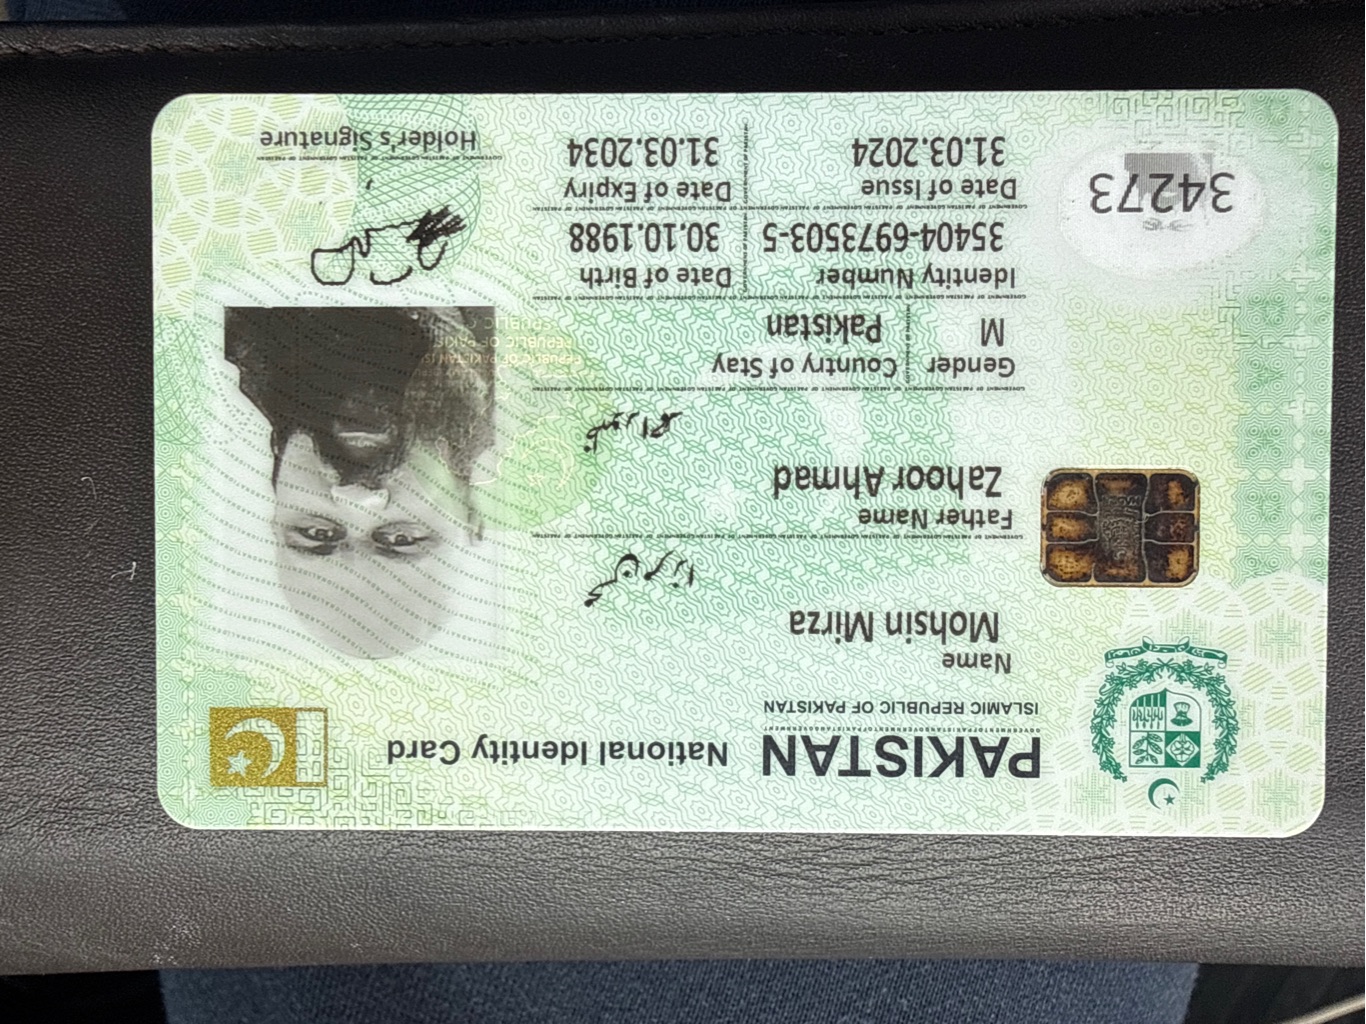 PAKISTAN National Identity Card
ISLAMIC REPUBLIC OF PAKISTAN
Name
Mohsin Mirza
Father Name
Zahoor Ahmad
Gender Country of Stay
M Pakistan
Identity Number Date of Birth
35404-6973503-5 30.10.1988
Date of Issue Date of Expiry
31.03.2024 31.03.2034
Holder's Signature
34273